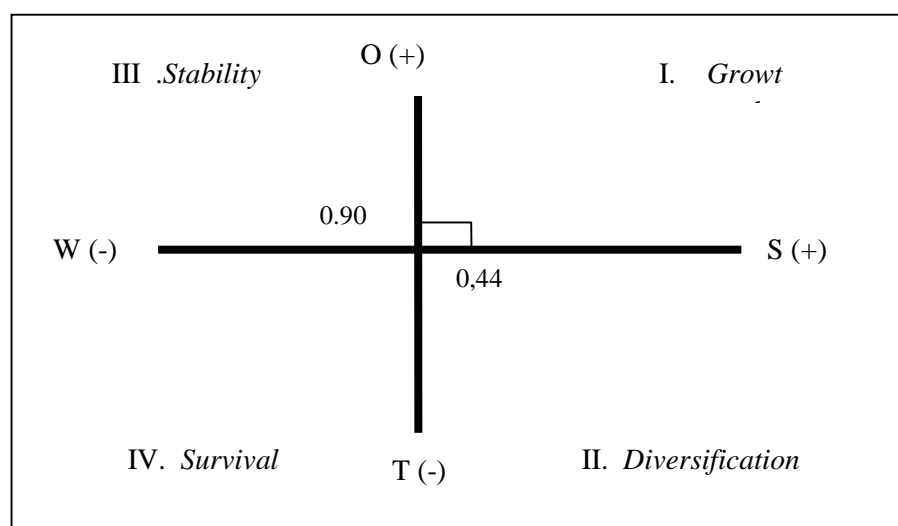 O (+)
III .Stability
I. Growt
0.90
W (-)
S (+)
0,44
IV. Survival
T (-)
II. Diversification